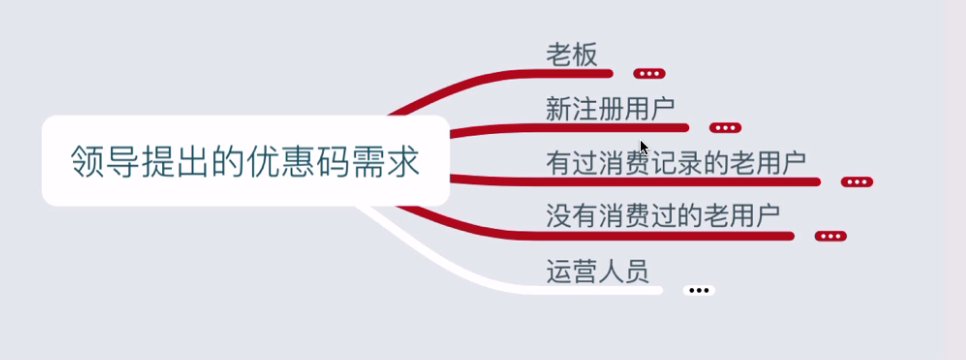 老板
新注册用户
领导提出的优惠码需求
有过消费记录的老用户
没有消费过的老用户
运营人员